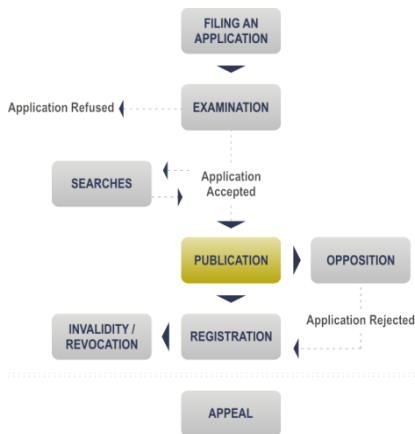 FILING AN
APPLICATION
Application Refused
EXAMINATION
SEARCHES
Application
Accepted
PUBLICATION
OPPOSITION
Application Rejected
INVALIDITY /
REVOCATION
REGISTRATION
APPEAL